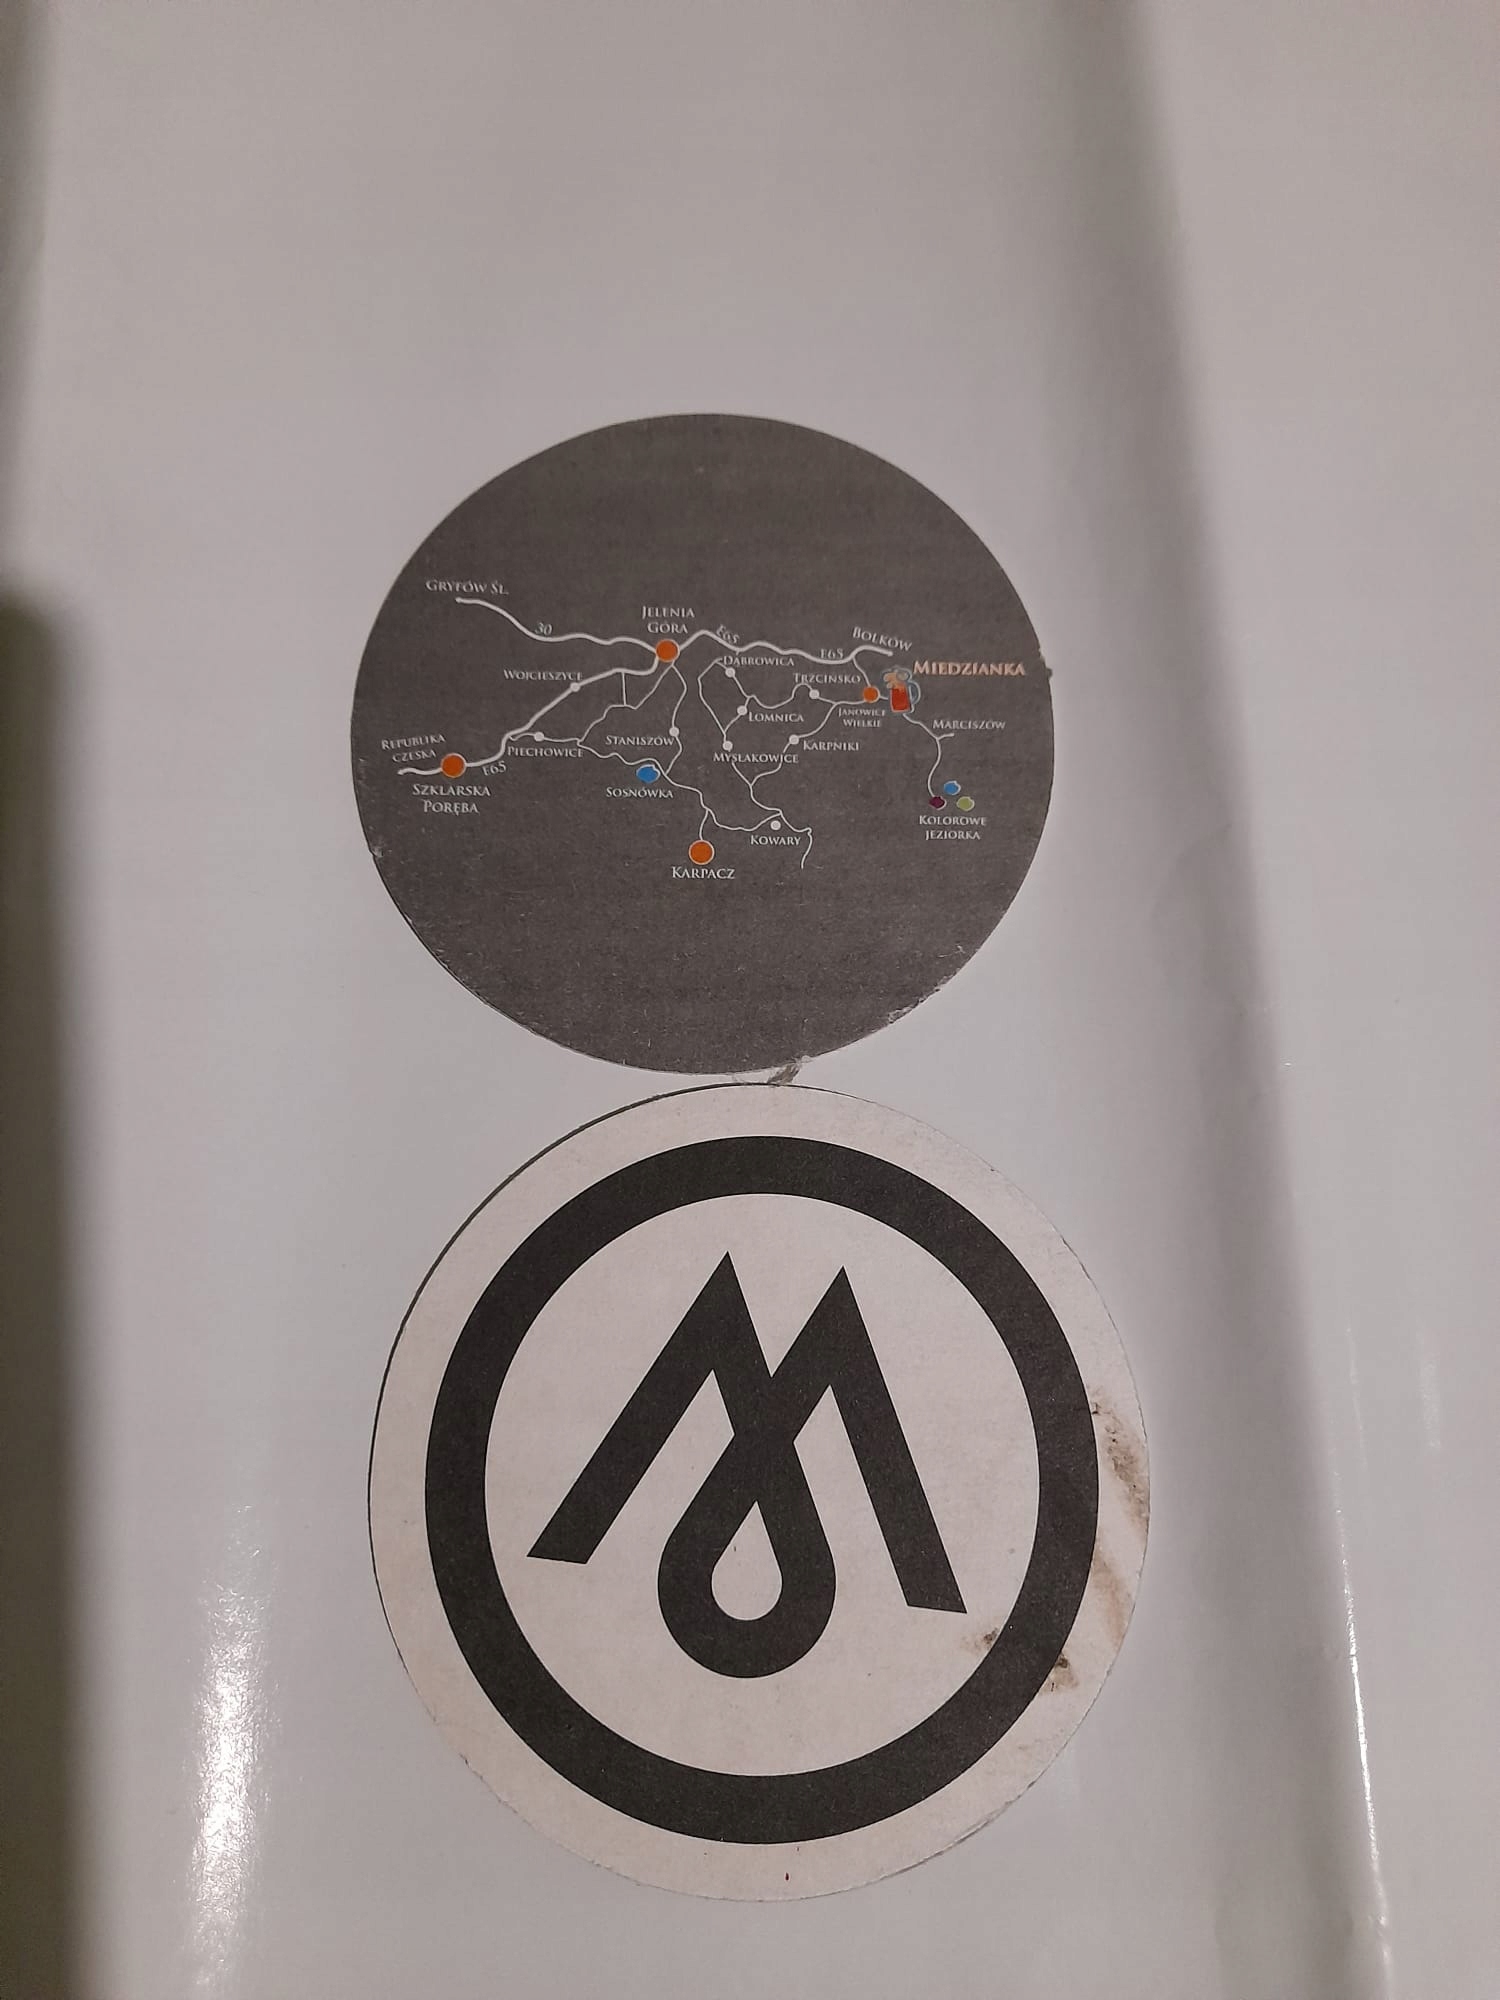 GRYFÓW ŚL.
30
JELENIA
GÓRA
E65
E65
BOLKÓW
DĄBROWICA
MIEDZIANKA
WOJCIESZYCE
TRZCIŃSKO
JANOWICE
WIELKIE
ŁOMNICA
MARCISZÓW
REPUBLIKA
CZESKA
PIECHOWICE
STANISZÓW
MYSŁAKOWICE
KARPNIKI
E65
SZKLARSKA
PORĘBA
SOSNÓWKA
KOLOROWE
JEZIORKA
KOWARY
KARPACZ